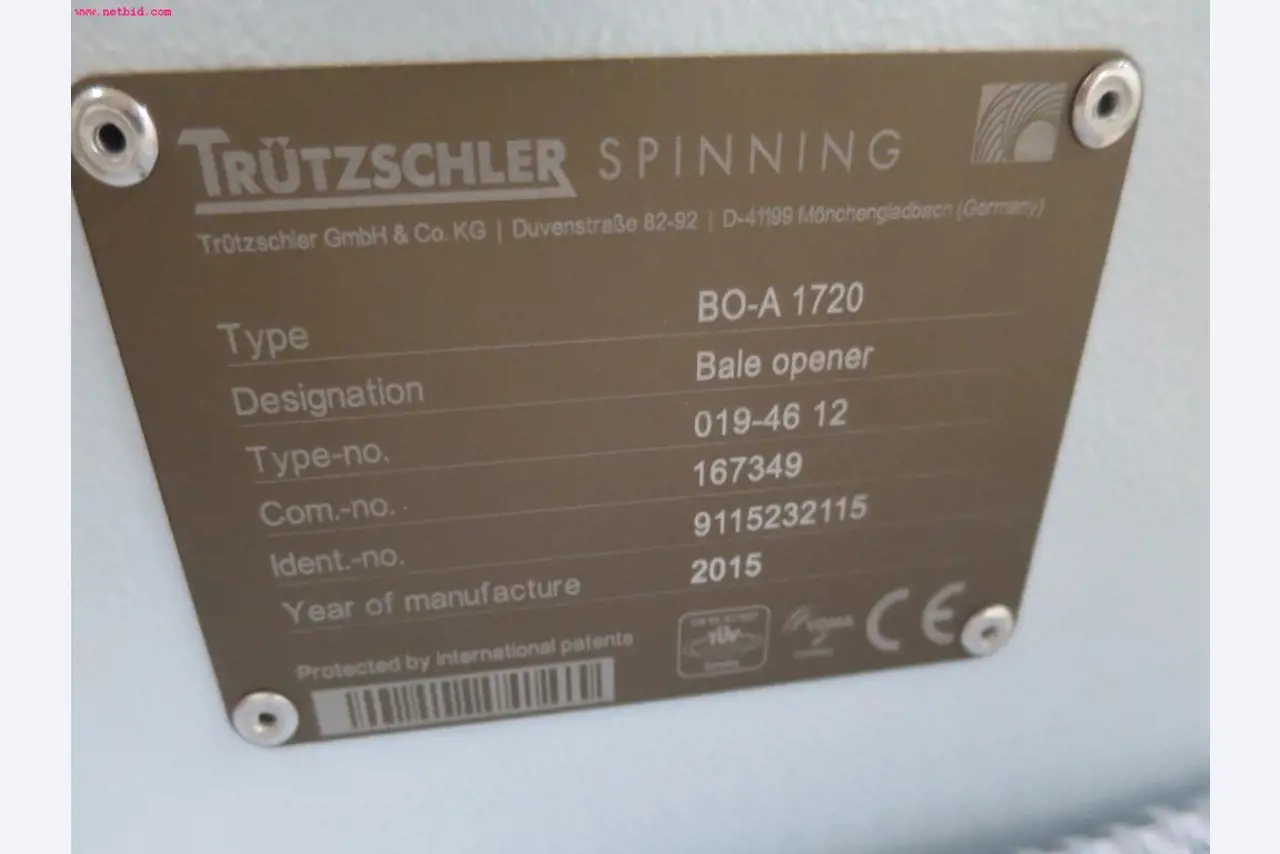 www.netbid.com
TRÜTZSCHLER SPINNING
Trützschler GmbH & Co. KG | Duvenstraße 82-92 | D-41199 Mönchengladbach (Germany)
Type BO-A 1720
Designation Bale opener
Type-no. 019-46 12
Com.-no. 167349
Ident.-no. 9115232115
Year of manufacture 2015
Protected by international patents
TÜV
VDMA
CE